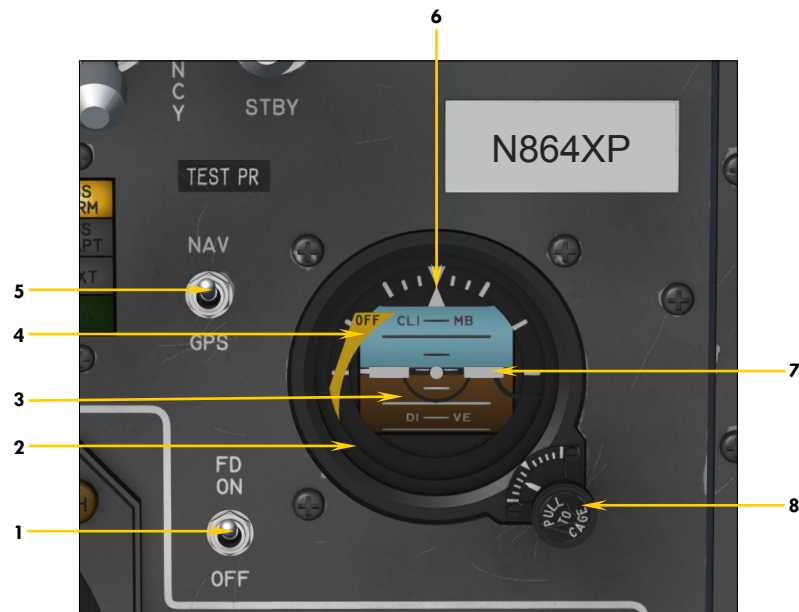 6
N
C
Y
STBY
N864XP
TEST PR
S
RM
S
PT
XT
A
NAV
5
GPS
4
OFF
CLI MB
7
3
DI VE
2
FD
ON
1
OFF
H
PULL
TO
CAGE
8